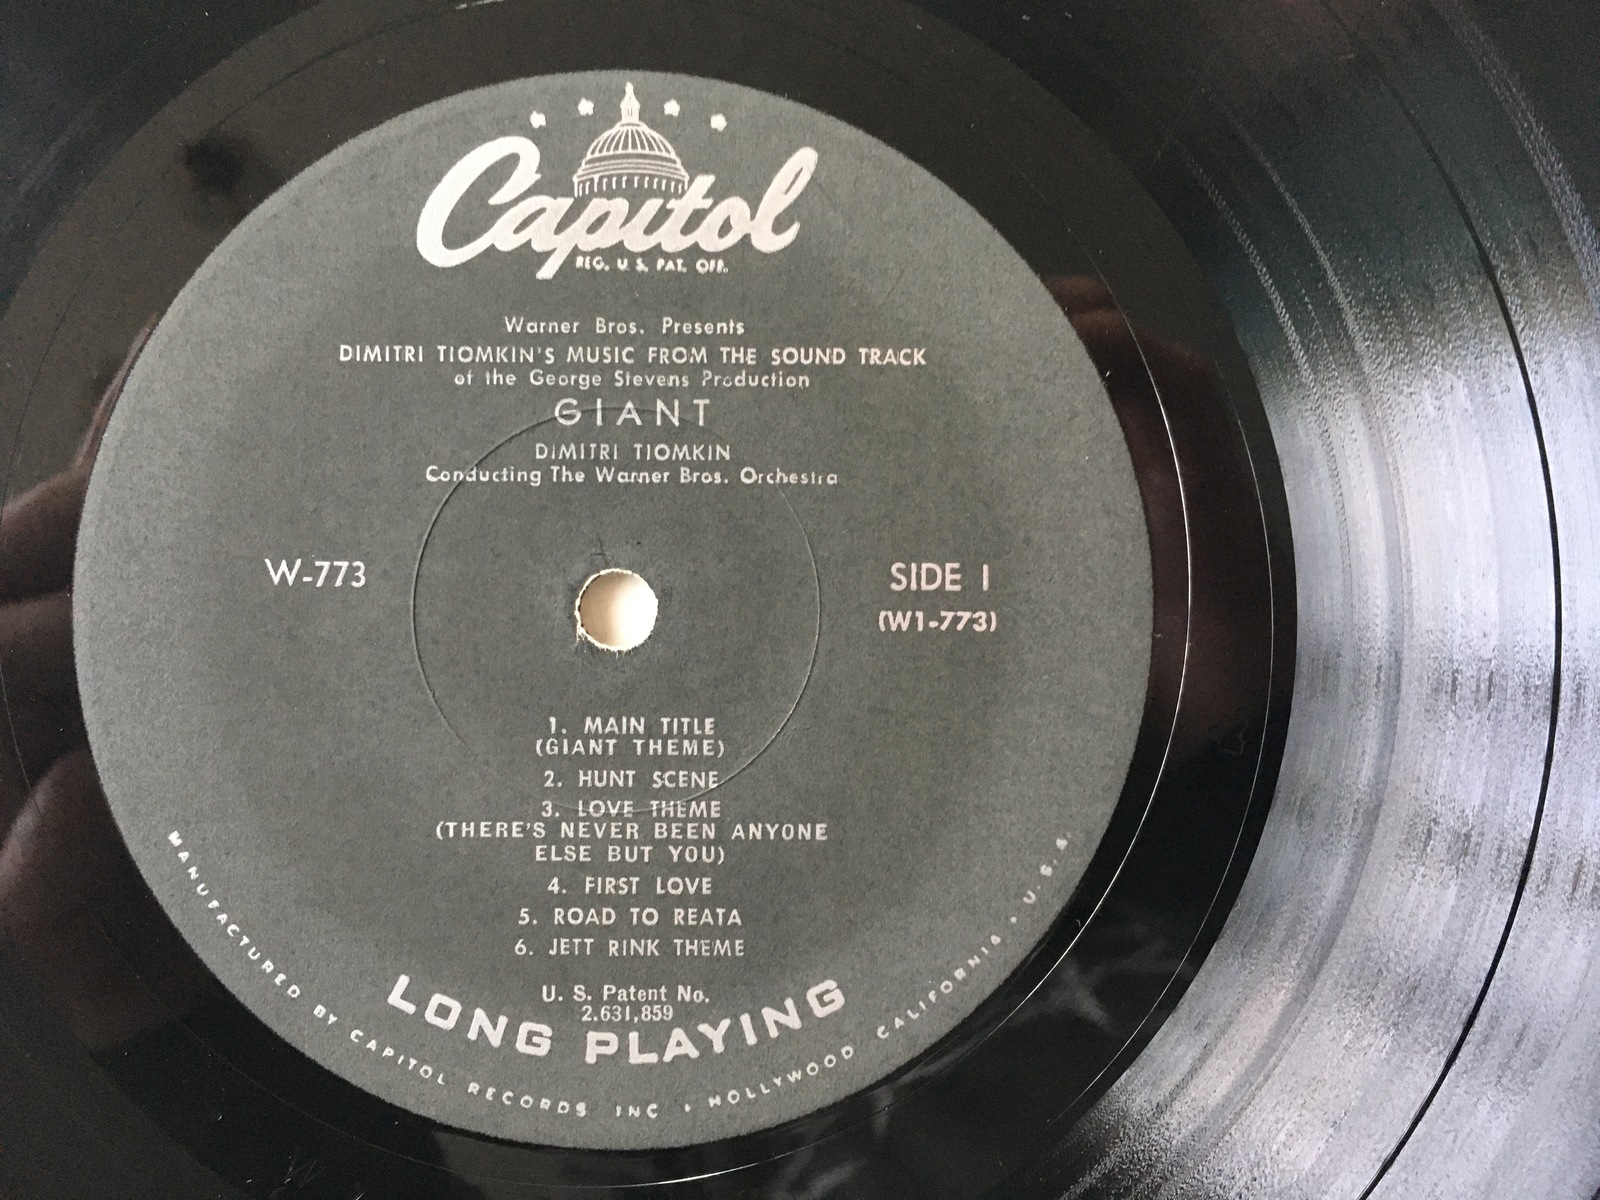 Capitol
REG. U. S. PAT. OFF.
Warner Bros. Presents
DIMITRI TIOMKIN'S MUSIC FROM THE SOUND TRACK
of the George Stevens Production
GIANT
DIMITRI TIOMKIN
Conducting The Warner Bros. Orchestra
W-773
SIDE 1
(W1-773)
1. MAIN TITLE
(GIANT THEME)
2. HUNT SCENE
3. LOVE THEME
(THERE'S NEVER BEEN ANYONE
ELSE BUT YOU)
4. FIRST LOVE
5. ROAD TO REATA
6. JETT RINK THEME
U. S. Patent No.
2,631,859
LONG PLAYING
MANUFACTURED BY CAPITOL RECORDS INC • HOLLYWOOD CALIFORNIA • U. S. A.